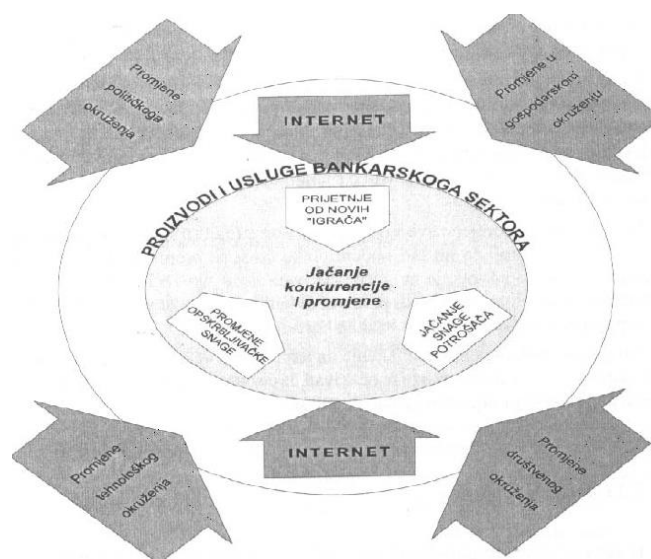 Promjene
političkoga
okruženja
Promjene u
gospodarskom
okruženju
INTERNET
PROIZVODI I USLUGE BANKARSKOGA SEKTORA
PRIJETNJE
OD NOVIH
"IGRAČA"
Jačanje
konkurencije
i promjene
PROMJENE
OPSKRBLJIVAČKE
SNAGE
JAČANJE
SNAGE
POTROŠAČA
INTERNET
Promjene
tehnološkog
okruženja
Promjene
društvenog
okruženja